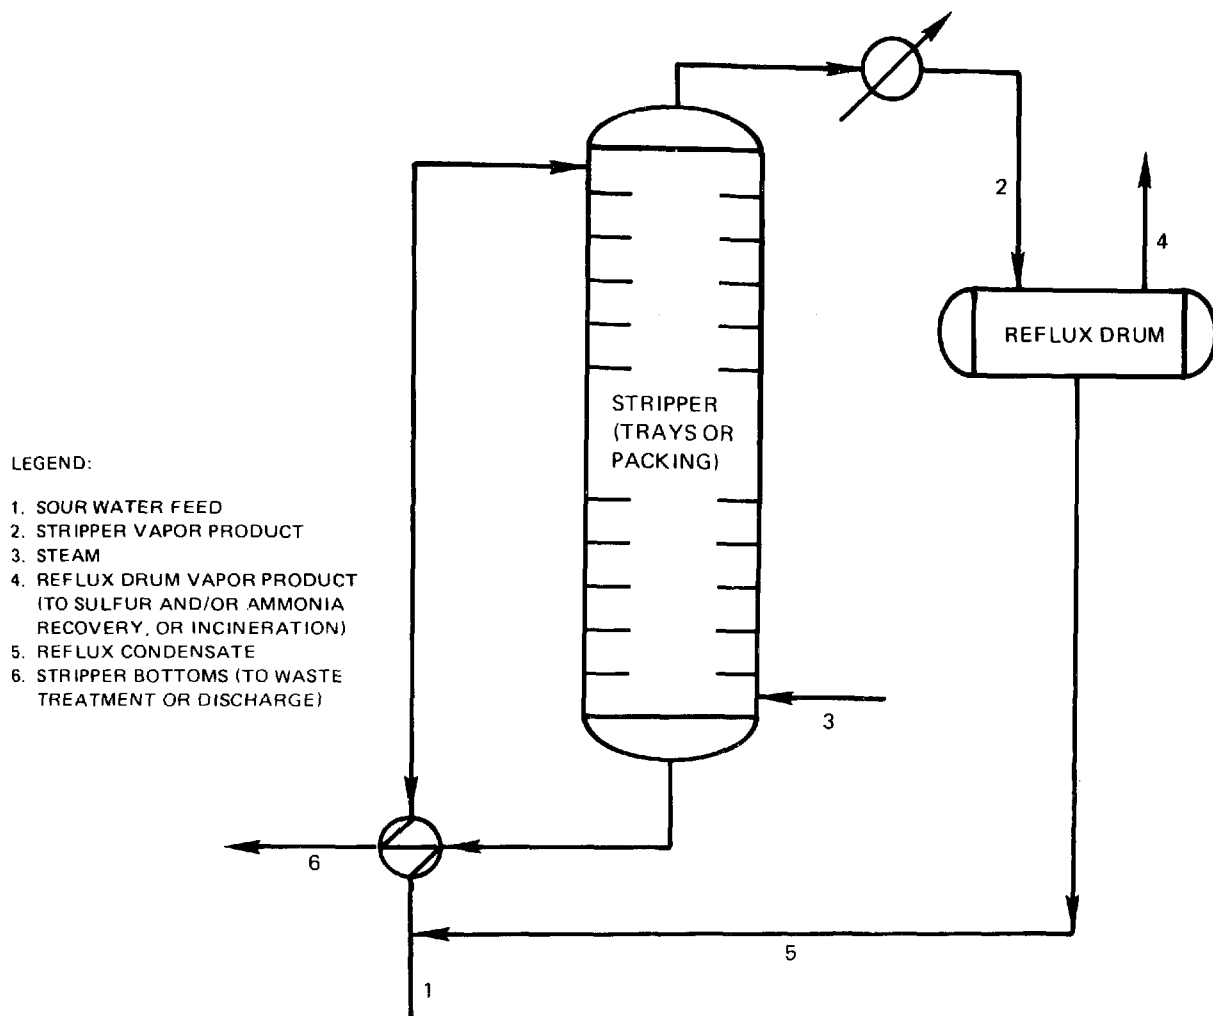 2
4
REFLUX DRUM
STRIPPER
(TRAYS OR
PACKING)
LEGEND:
1. SOUR WATER FEED
2. STRIPPER VAPOR PRODUCT
3. STEAM
4. REFLUX DRUM VAPOR PRODUCT
(TO SULFUR AND/OR AMMONIA
RECOVERY, OR INCINERATION)
5. REFLUX CONDENSATE
6. STRIPPER BOTTOMS (TO WASTE
TREATMENT OR DISCHARGE)
3
6
5
1